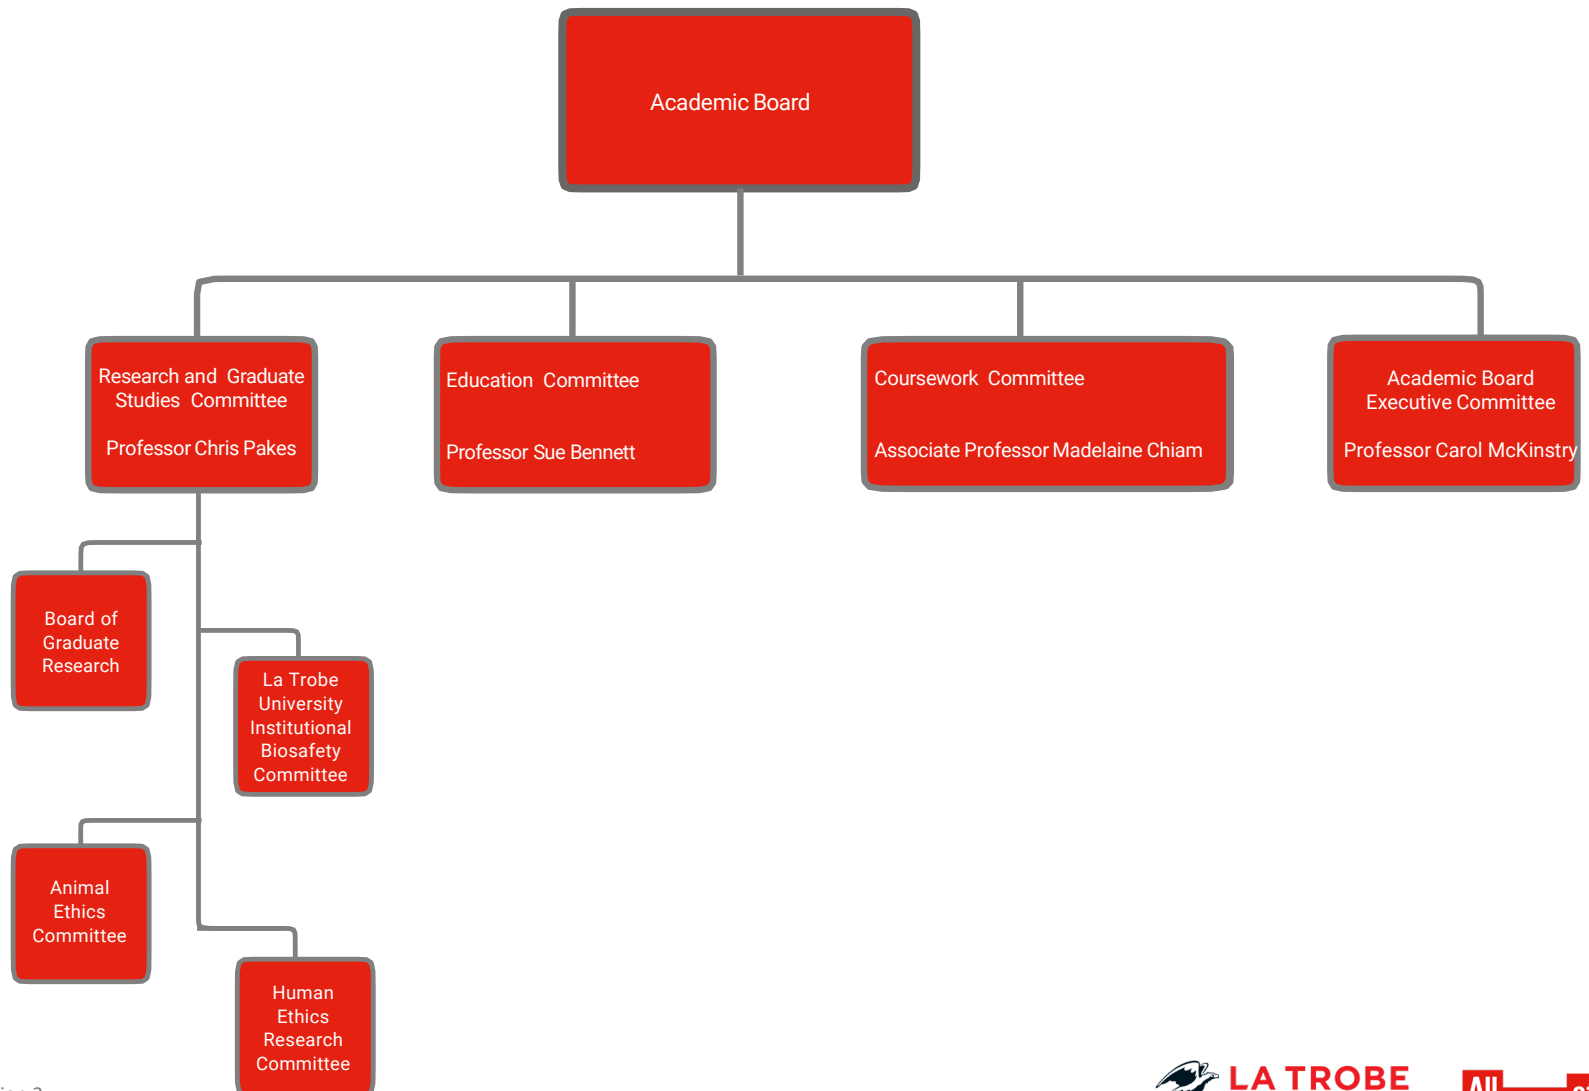 Academic Board
Research and Graduate
Studies Committee
Professor Chris Pakes
Education Committee
Professor Sue Bennett
Coursework Committee
Associate Professor Madelaine Chiam
Academic Board
Executive Committee
Professor Carol McKinstry
Board of
Graduate
Research
La Trobe
University
Institutional
Biosafety
Committee
Animal
Ethics
Committee
Human
Ethics
Research
Committee
LA TROBE
All